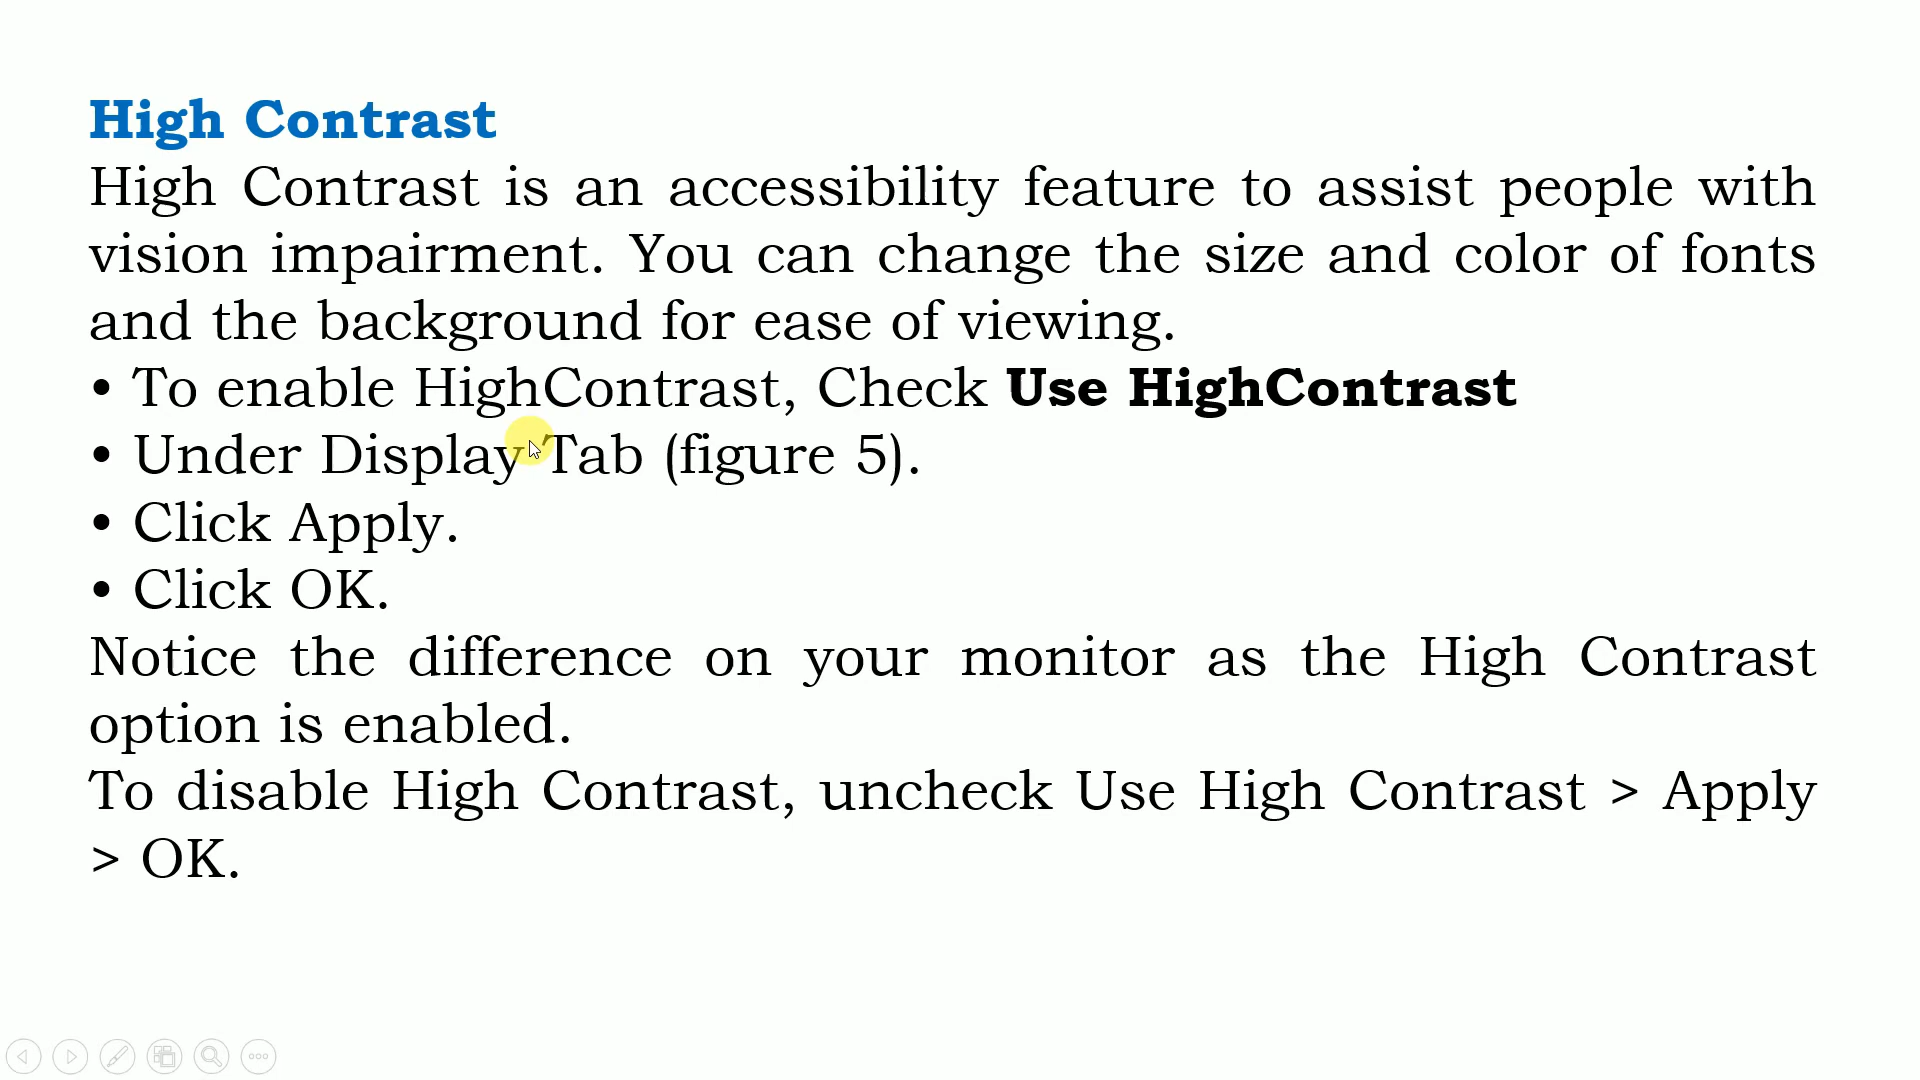 High Contrast
High Contrast is an accessibility feature to assist people with
vision impairment. You can change the size and color of fonts
and the background for ease of viewing.
• To enable HighContrast, Check Use HighContrast
• Under Display Tab (figure 5).
• Click Apply.
• Click OK.
Notice the difference on your monitor as the High Contrast
option is enabled.
To disable High Contrast, uncheck Use High Contrast > Apply
> OK.